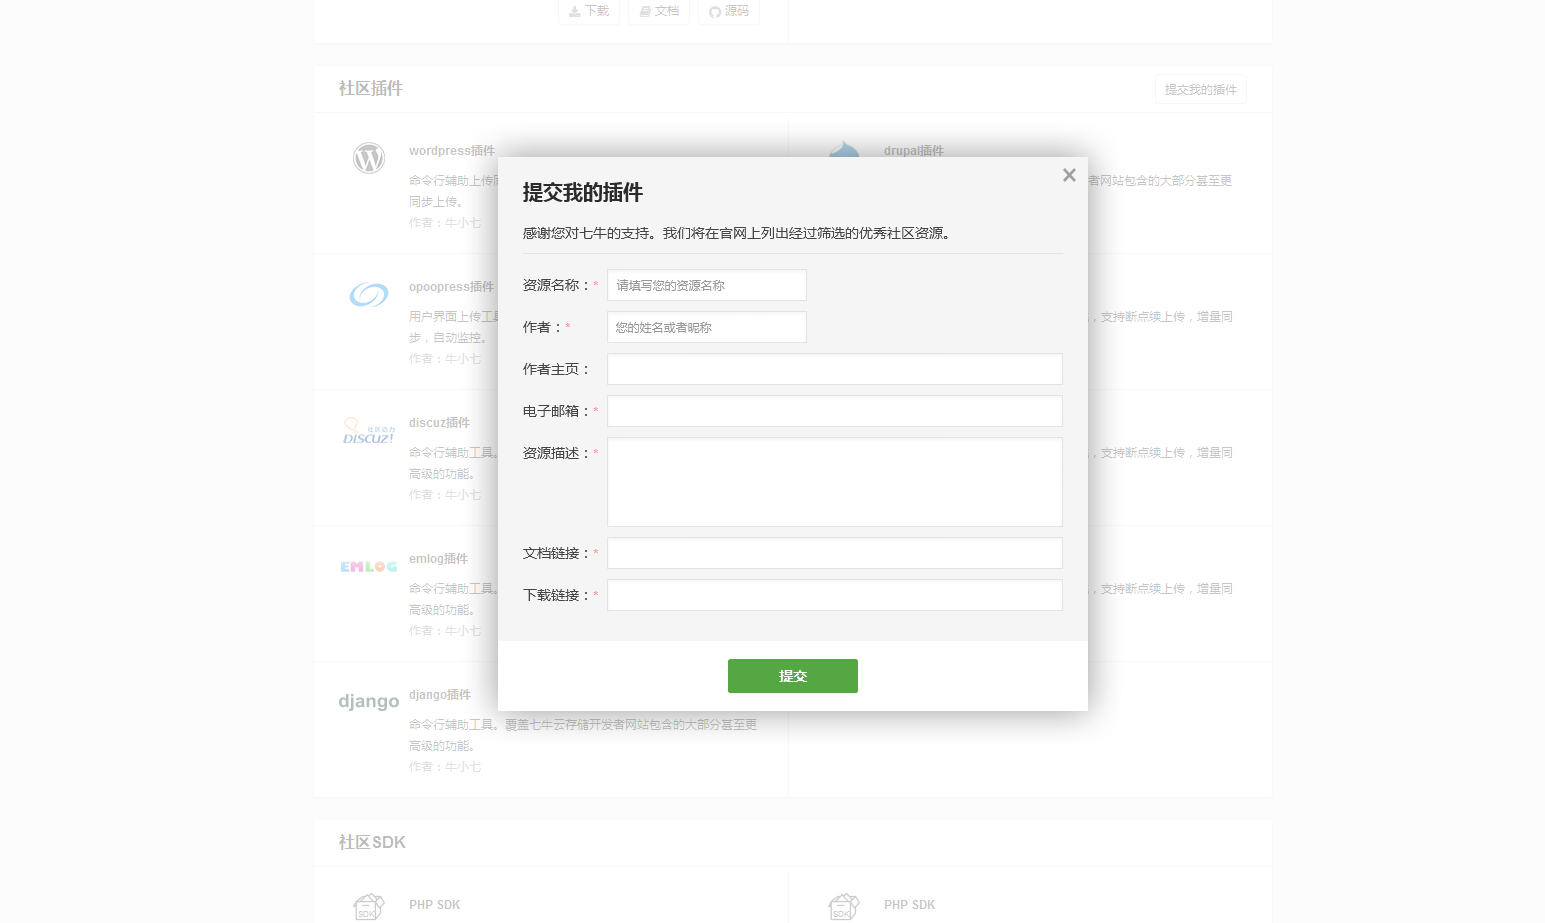 下载 文档 源码
社区插件
提交我的插件
wordpress插件
drupal插件
命令行辅助上传同
者网站包含的大部分甚至更
同步上传。
作者：牛小七
×
提交我的插件
感谢您对七牛的支持。我们将在官网上列出经过筛选的优秀社区资源。
资源名称：* 请填写您的资源名称
作者：* 您的姓名或者昵称
作者主页：
电子邮箱：*
资源描述：*
文档链接：*
下载链接：*
提交
opoopress插件
用户界面上传工具
，支持断点续上传，增量同
步，自动监控。
作者：牛小七
社区动力
DISCUZ!
discuz插件
命令行辅助工具。
，支持断点续上传，增量同
高级的功能。
作者：牛小七
EMLOG
emlog插件
命令行辅助工具。
，支持断点续上传，增量同
高级的功能。
作者：牛小七
django
django插件
命令行辅助工具。覆盖七牛云存储开发者网站包含的大部分甚至更
高级的功能。
作者：牛小七
社区SDK
SDK
PHP SDK
SDK
PHP SDK